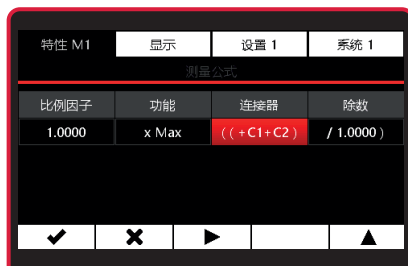 特性 M1 显示 设置 1 系统 1
测量公式
比例因子 功能 连接器 除数
1.0000 x Max ( ( +C1+C2 ) / 1.0000 )